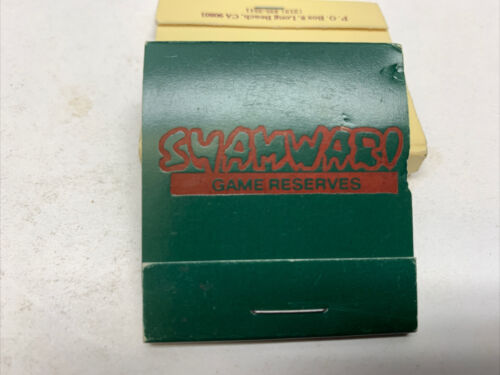 P. O. Box 8, Long Beach, CA 90801
SHAMWARI
GAME RESERVES